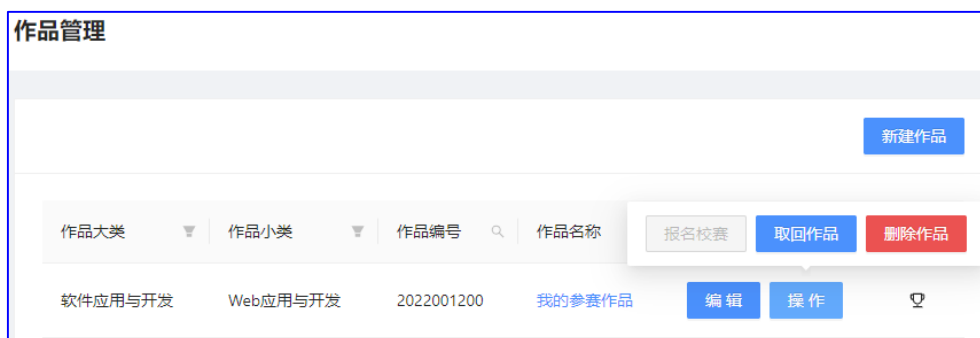 作品管理
新建作品
作品大类 作品小类 作品编号 作品名称 报名校赛 取回作品 删除作品
软件应用与开发 Web应用与开发 2022001200 我的参赛作品 编辑 操作